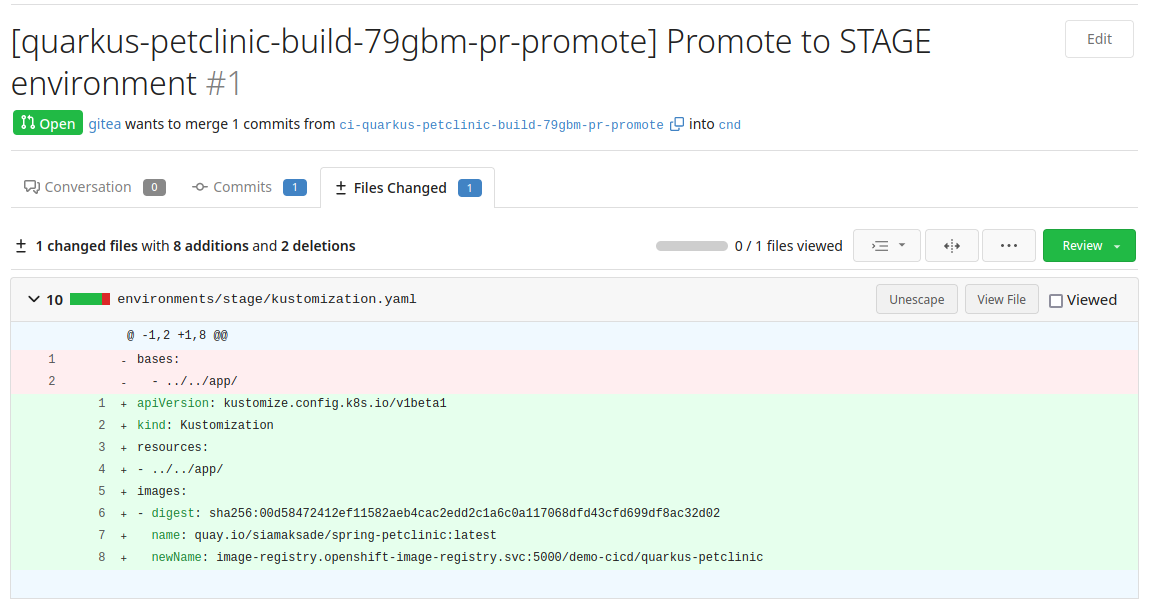 [quarkus-petclinic-build-79gbm-pr-promote] Promote to STAGE
environment #1
Edit
Open gitea wants to merge 1 commits from ci-quarkus-petclinic-build-79gbm-pr-promote into cnd
Conversation 0 Commits 1 Files Changed 1
1 changed files with 8 additions and 2 deletions 0 / 1 files viewed Review
10 environments/stage/kustomization.yaml Unescape View File Viewed
@ -1,2 +1,8 @@
1 - bases:
2 -   - ../../app/
1 + apiVersion: kustomize.config.k8s.io/v1beta1
2 + kind: Kustomization
3 + resources:
4 + - ../../app/
5 + images:
6 + - digest: sha256:00d58472412ef11582aeb4cac2edd2c1a6c0a117068dfd43cfd699df8ac32d02
7 +   name: quay.io/siamaksade/spring-petclinic:latest
8 +   newName: image-registry.openshift-image-registry.svc:5000/demo-cicd/quarkus-petclinic